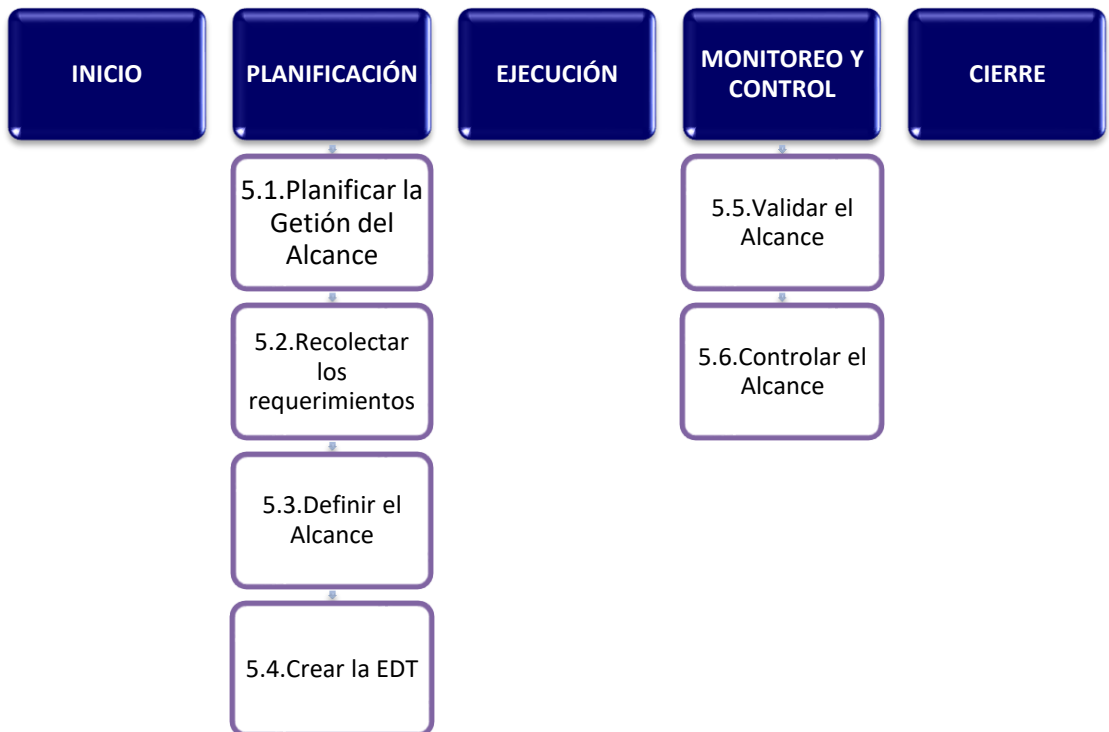 INICIO
PLANIFICACIÓN
EJECUCIÓN
MONITOREO Y
CONTROL
CIERRE
5.1.Planificar la
Getión del
Alcance
5.2.Recolectar
los
requerimientos
5.3.Definir el
Alcance
5.4.Crear la EDT
5.5.Validar el
Alcance
5.6.Controlar el
Alcance